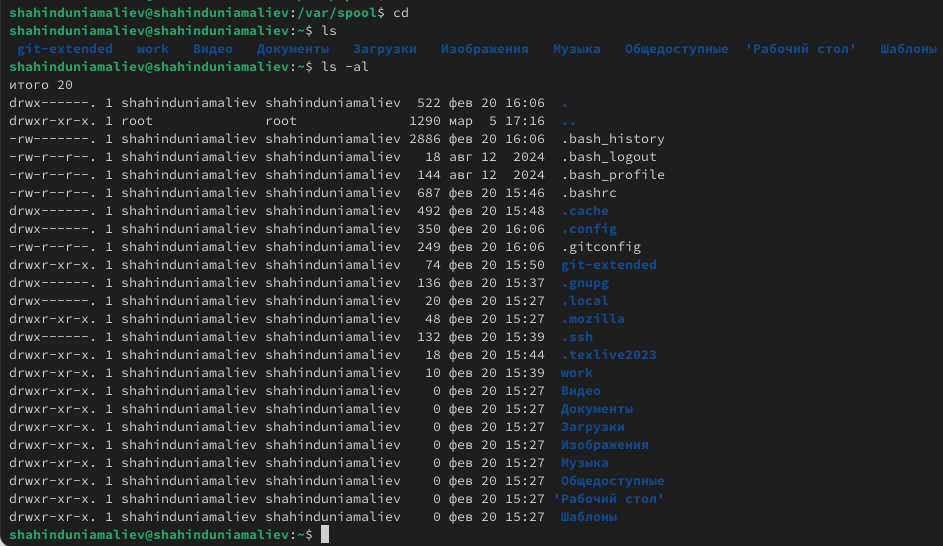 shahinduniamaliev@shahinduniamaliev:/var/spool$ cd
shahinduniamaliev@shahinduniamaliev:~$ ls
git-extended   work   Видео   Документы   Загрузки   Изображения   Музыка   Общедоступные  'Рабочий стол'   Шаблоны
shahinduniamaliev@shahinduniamaliev:~$ ls -al
итого 20
drwx------. 1 shahinduniamaliev shahinduniamaliev  522 фев 20 16:06  .
drwxr-xr-x. 1 root              root              1290 мар  5 17:16  ..
-rw-------. 1 shahinduniamaliev shahinduniamaliev 2886 фев 20 16:06  .bash_history
-rw-r--r--. 1 shahinduniamaliev shahinduniamaliev   18 авг 12  2024  .bash_logout
-rw-r--r--. 1 shahinduniamaliev shahinduniamaliev  144 авг 12  2024  .bash_profile
-rw-r--r--. 1 shahinduniamaliev shahinduniamaliev  687 фев 20 15:46  .bashrc
drwx------. 1 shahinduniamaliev shahinduniamaliev  492 фев 20 15:48  .cache
drwx------. 1 shahinduniamaliev shahinduniamaliev  350 фев 20 16:06  .config
-rw-r--r--. 1 shahinduniamaliev shahinduniamaliev  249 фев 20 16:06  .gitconfig
drwxr-xr-x. 1 shahinduniamaliev shahinduniamaliev   74 фев 20 15:50  git-extended
drwx------. 1 shahinduniamaliev shahinduniamaliev  136 фев 20 15:37  .gnupg
drwx------. 1 shahinduniamaliev shahinduniamaliev   20 фев 20 15:27  .local
drwxr-xr-x. 1 shahinduniamaliev shahinduniamaliev   48 фев 20 15:27  .mozilla
drwx------. 1 shahinduniamaliev shahinduniamaliev  132 фев 20 15:39  .ssh
drwxr-xr-x. 1 shahinduniamaliev shahinduniamaliev   18 фев 20 15:44  .texlive2023
drwxr-xr-x. 1 shahinduniamaliev shahinduniamaliev   10 фев 20 15:39  work
drwxr-xr-x. 1 shahinduniamaliev shahinduniamaliev    0 фев 20 15:27  Видео
drwxr-xr-x. 1 shahinduniamaliev shahinduniamaliev    0 фев 20 15:27  Документы
drwxr-xr-x. 1 shahinduniamaliev shahinduniamaliev    0 фев 20 15:27  Загрузки
drwxr-xr-x. 1 shahinduniamaliev shahinduniamaliev    0 фев 20 15:27  Изображения
drwxr-xr-x. 1 shahinduniamaliev shahinduniamaliev    0 фев 20 15:27  Музыка
drwxr-xr-x. 1 shahinduniamaliev shahinduniamaliev    0 фев 20 15:27  Общедоступные
drwxr-xr-x. 1 shahinduniamaliev shahinduniamaliev    0 фев 20 15:27 'Рабочий стол'
drwxr-xr-x. 1 shahinduniamaliev shahinduniamaliev    0 фев 20 15:27  Шаблоны
shahinduniamaliev@shahinduniamaliev:~$